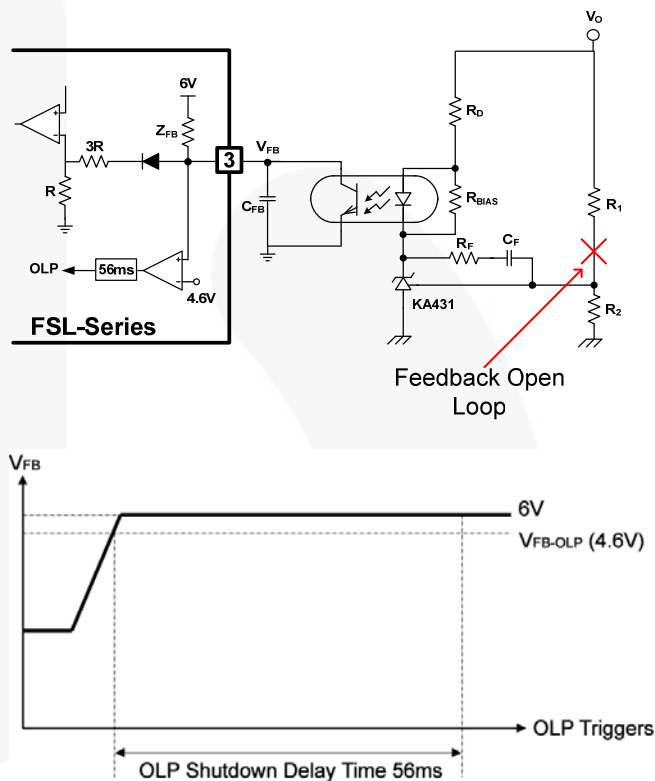 Vo
6V
ZFB
RD
3R
VFB
3
R
CFB
RBIAS
R1
RF
CF
OLP
56ms
4.6V
KA431
R2
FSL-Series
Feedback Open
Loop
VFB
6V
VFB-OLP (4.6V)
OLP Triggers
OLP Shutdown Delay Time 56ms